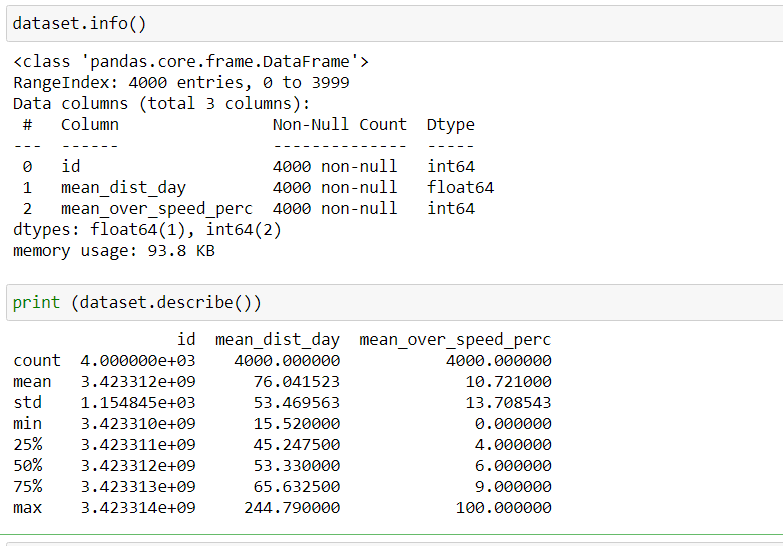 dataset.info()
<class 'pandas.core.frame.DataFrame'>
RangeIndex: 4000 entries, 0 to 3999
Data columns (total 3 columns):
 #   Column                Non-Null Count  Dtype
---  ------                --------------  -----
 0   id                    4000 non-null   int64
 1   mean_dist_day         4000 non-null   float64
 2   mean_over_speed_perc  4000 non-null   int64
dtypes: float64(1), int64(2)
memory usage: 93.8 KB
print (dataset.describe())
                 id  mean_dist_day  mean_over_speed_perc
count  4.000000e+03    4000.000000           4000.000000
mean   3.423312e+09      76.041523             10.721000
std    1.154845e+03      53.469563             13.708543
min    3.423310e+09      15.520000              0.000000
25%    3.423311e+09      45.247500              4.000000
50%    3.423312e+09      53.330000              6.000000
75%    3.423313e+09      65.632500              9.000000
max    3.423314e+09     244.790000            100.000000